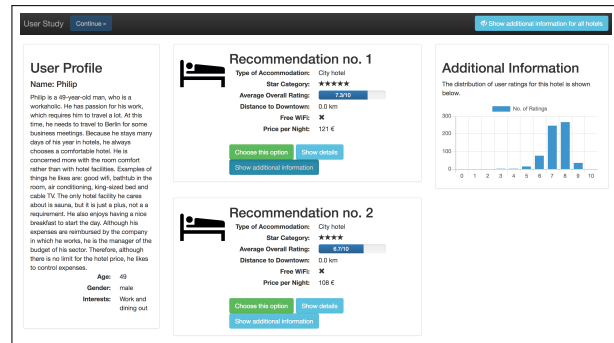 User Study Continue »
Show additional information for all hotels
User Profile
Name: Philip
Philip is a 49-year-old man, who is a
workaholic. He has passion for his work,
which requires him to travel a lot. At this
time, he needs to travel to Berlin for some
business meetings. Because he stays many
days of his year in hotels, he always
chooses a comfortable hotel. He is
concerned more with the room comfort
rather than with hotel facilities. Examples of
things he likes are: good wifi, bathtub in the
room, air conditioning, king-sized bed and
cable TV. The only hotel facility he cares
about is sauna, but it is just a plus, not a a
requirement. He also enjoys having a nice
breakfast to start the day. Although his
expenses are reimbursed by the company
in which he works, he is the manager of the
budget of his sector. Therefore, although
there is no limit for the hotel price, he likes
to control expenses.
Age: 49
Gender: male
Interests: Work and
dining out
Recommendation no. 1
Type of Accommodation: City hotel
Star Category: ★★★★★
Average Overall Rating: 7.3/10
Distance to Downtown: 0.0 km
Free WiFi: ✖
Price per Night: 121 €
Choose this option Show details
Show additional information
Recommendation no. 2
Type of Accommodation: City hotel
Star Category: ★★★★
Average Overall Rating: 6.7/10
Distance to Downtown: 0.0 km
Free WiFi: ✖
Price per Night: 108 €
Choose this option Show details
Show additional information
Additional Information
The distribution of user ratings for this hotel is shown
below.
No. of Ratings
300
200
100
0
0 1 2 3 4 5 6 7 8 9 10